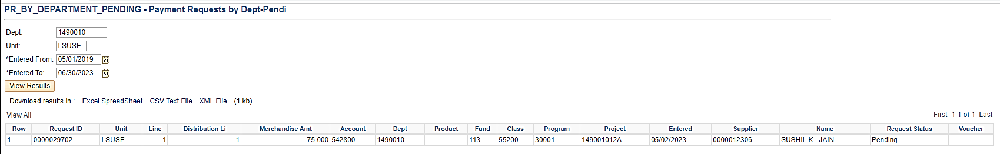 PR_BY_DEPARTMENT_PENDING - Payment Requests by Dept-Pendi
Dept: 1490010
Unit: LSUSE
*Entered From: 05/01/2019 31
*Entered To: 06/30/2023 31
View Results
Download results in : Excel SpreadSheet CSV Text File XML File (1 kb)
View All First 1-1 of 1 Last
Row Request ID Unit Line Distribution Li Merchandise Amt Account Dept Product Fund Class Program Project Entered Supplier Name Request Status Voucher
1 0000029702 LSUSE 1 1 75.000 542800 1490010 113 55200 30001 149001012A 05/02/2023 0000012306 SUSHIL K. JAIN Pending